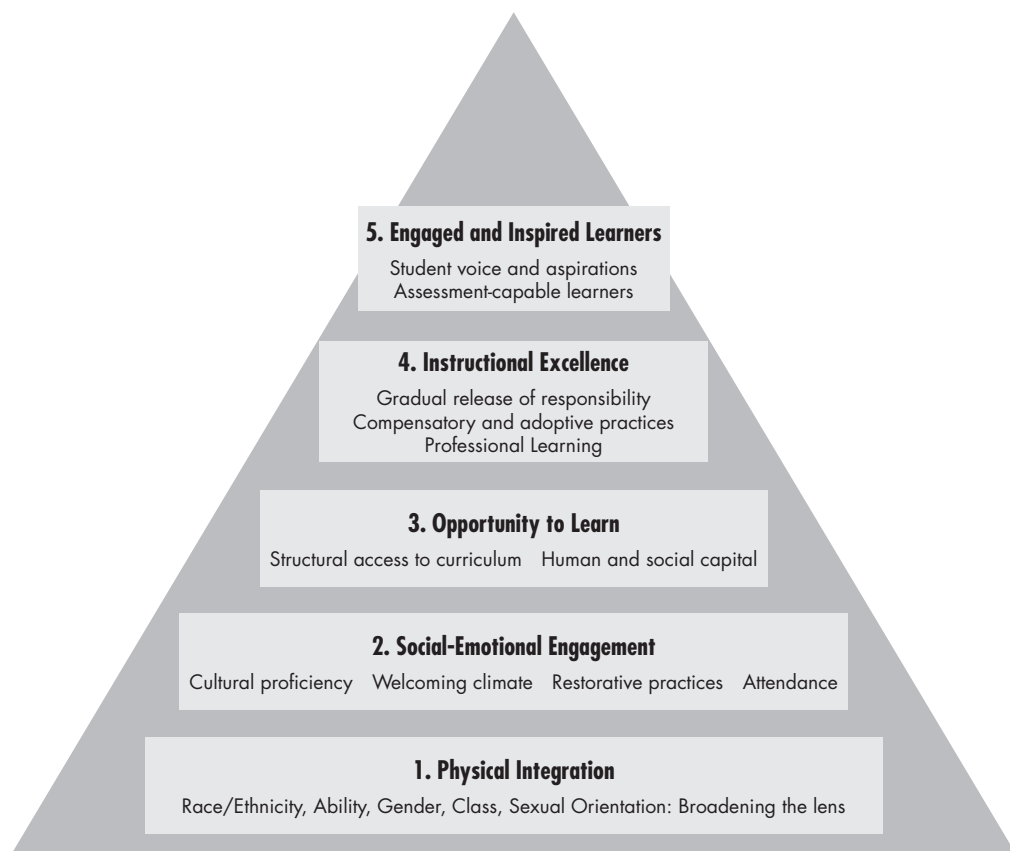 5. Engaged and Inspired Learners
Student voice and aspirations
Assessment-capable learners
4. Instructional Excellence
Gradual release of responsibility
Compensatory and adoptive practices
Professional Learning
3. Opportunity to Learn
Structural access to curriculum Human and social capital
2. Social-Emotional Engagement
Cultural proficiency Welcoming climate Restorative practices Attendance
1. Physical Integration
Race/Ethnicity, Ability, Gender, Class, Sexual Orientation: Broadening the lens